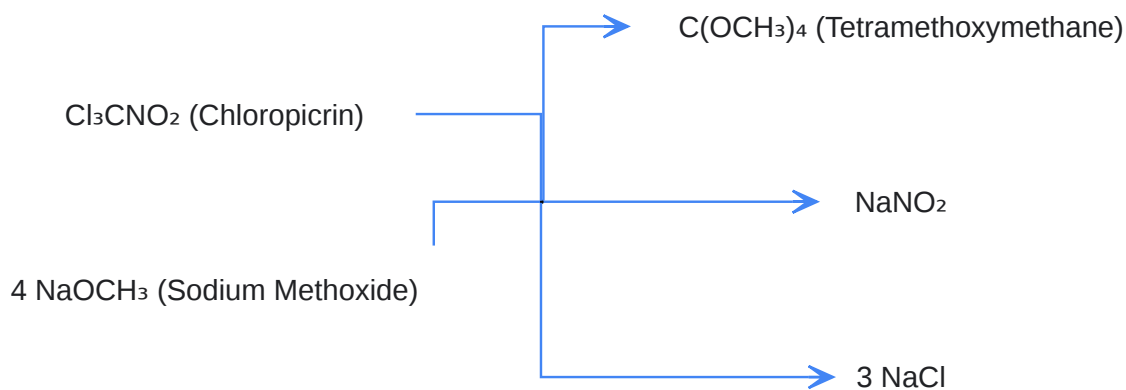 C(OCH₃)₄ (Tetramethoxymethane)
Cl₃CNO₂ (Chloropicrin)
NaNO₂
4 NaOCH₃ (Sodium Methoxide)
3 NaCl